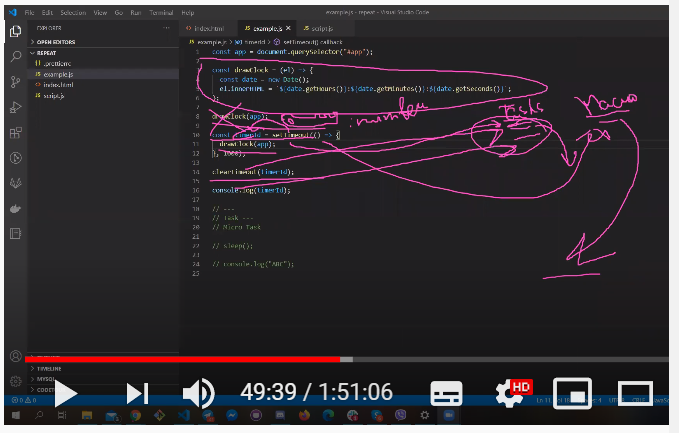 File Edit Selection View Go Run Terminal Help
example.js - repeat - Visual Studio Code
EXPLORER
index.html
example.js
script.js
OPEN EDITORS
REPEAT
.prettierrc
example.js
index.html
script.js
example.js > timerId > setTimeout() callback
1 const app = document.querySelector("#app");
2
3 const drawClock = (el) => {
4 const date = new Date();
5 el.innerHTML = `${date.getHours()}:${date.getMinutes()}:${date.getSeconds()}`;
6 };
7
8 drawClock(app);
9
10 const timerId = setTimeout(() => {
11 drawClock(app);
12 }, 1000);
13
14 clearTimeout(timerId);
15
16 console.log(timerId);
17
18 // ---
19 // Task ---
20 // Micro Task
21
22 // sleep();
23
24 // console.log("ABC");
25
: number
Tasks
Macro
TIMELINE
MYSQL
49:39 / 1:51:06
HD
0 0